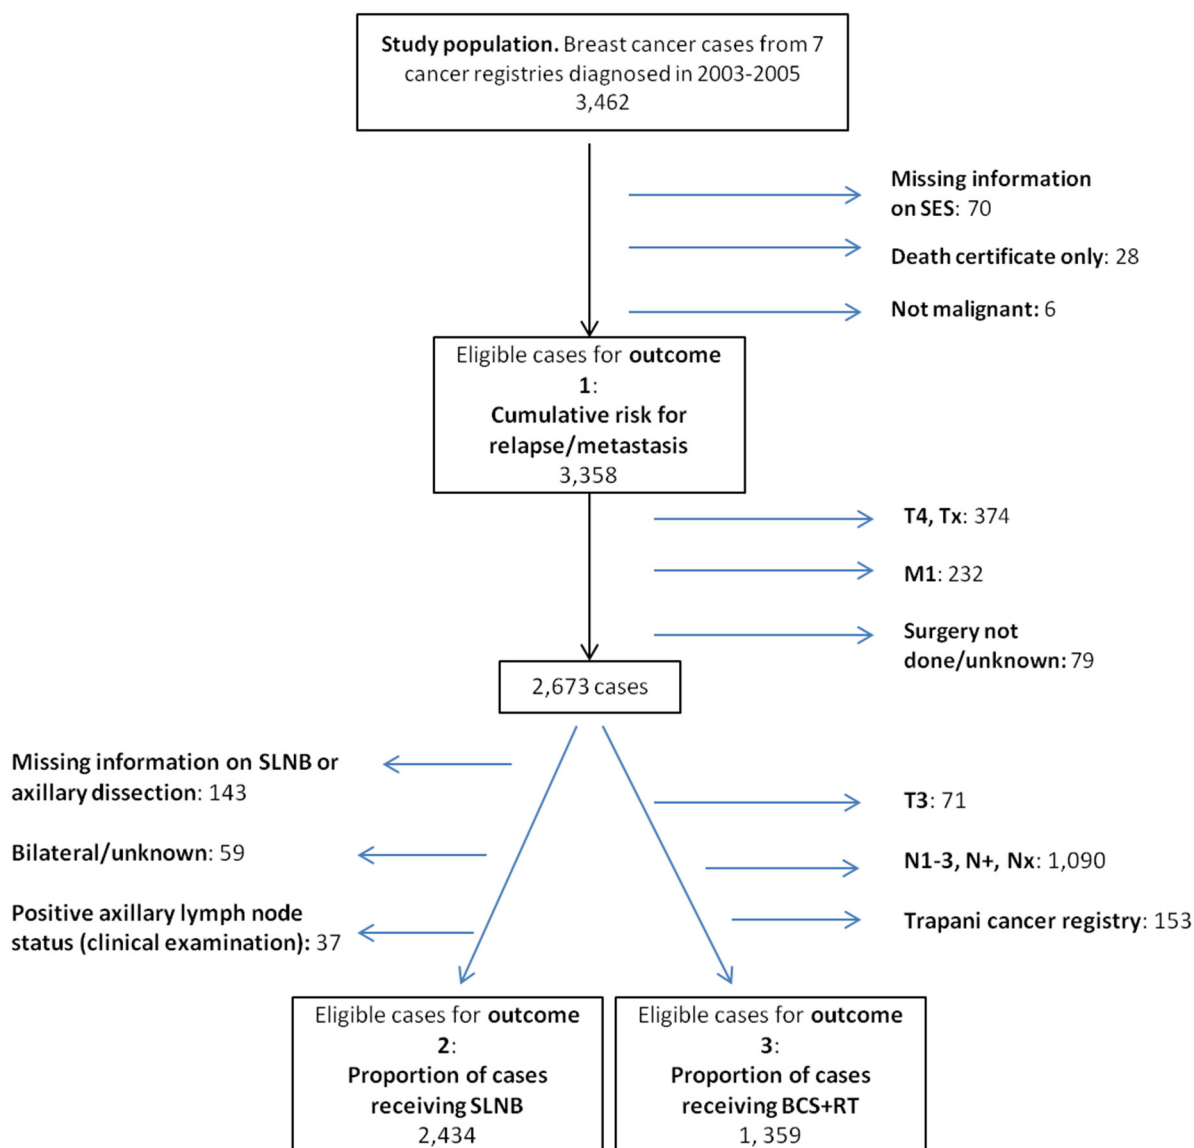 Study population. Breast cancer cases from 7
cancer registries diagnosed in 2003-2005
3,462
Missing information
on SES: 70
Death certificate only: 28
Not malignant: 6
Eligible cases for outcome
1:
Cumulative risk for
relapse/metastasis
3,358
T4, Tx: 374
M1: 232
Surgery not
done/unknown: 79
2,673 cases
Missing information on SLNB or
axillary dissection: 143
Bilateral/unknown: 59
Positive axillary lymph node
status (clinical examination): 37
T3: 71
N1-3, N+, Nx: 1,090
Trapani cancer registry: 153
Eligible cases for outcome
2:
Proportion of cases
receiving SLNB
2,434
Eligible cases for outcome
3:
Proportion of cases
receiving BCS+RT
1, 359